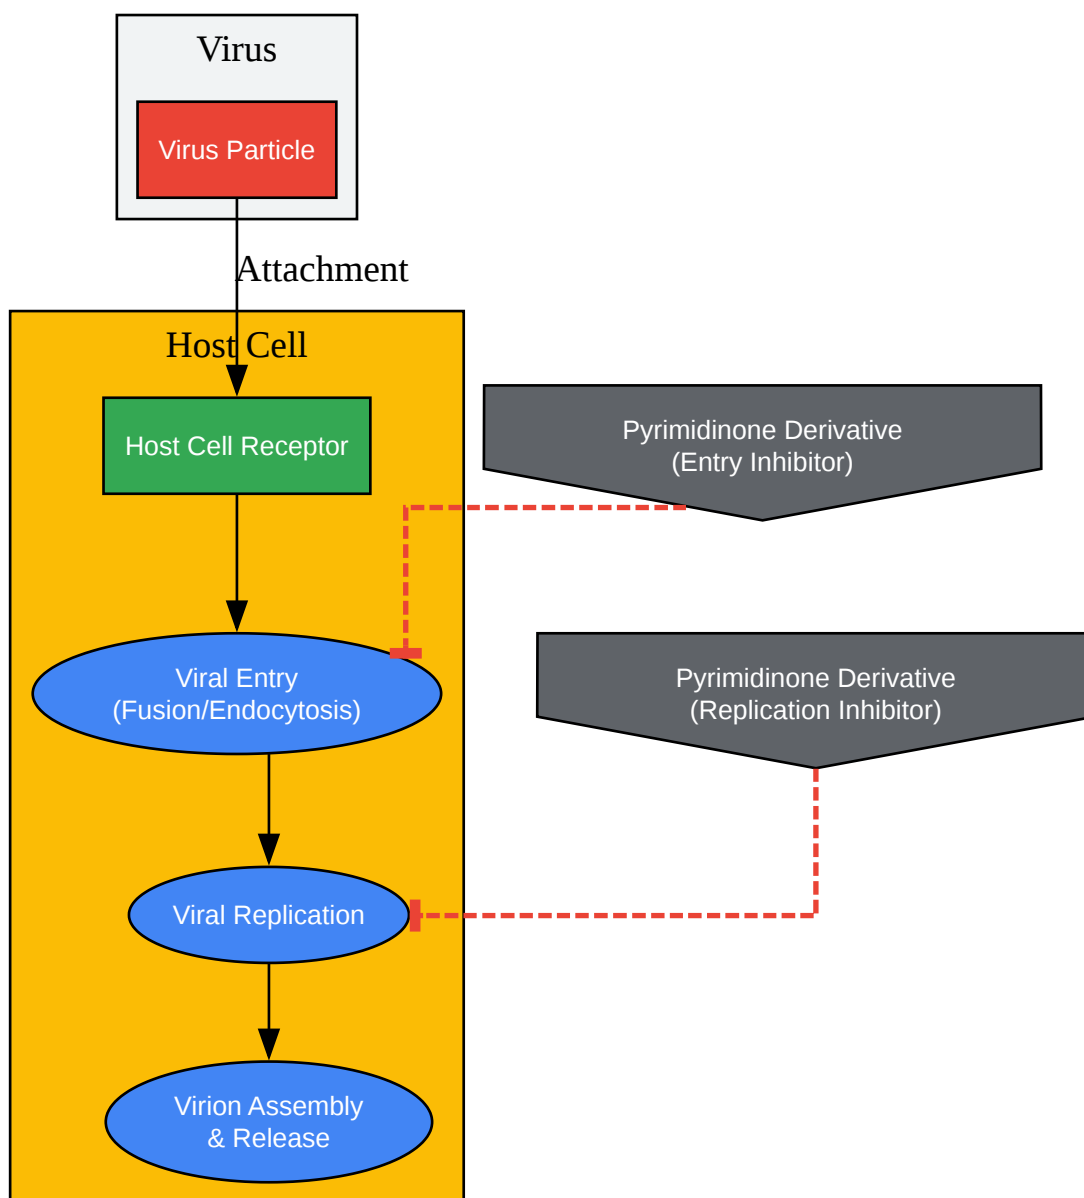 Virus
Virus Particle
Attachment
Host Cell
Host Cell Receptor
Pyrimidinone Derivative
(Entry Inhibitor)
Viral Entry
(Fusion/Endocytosis)
Pyrimidinone Derivative
(Replication Inhibitor)
Viral Replication
Virion Assembly
& Release